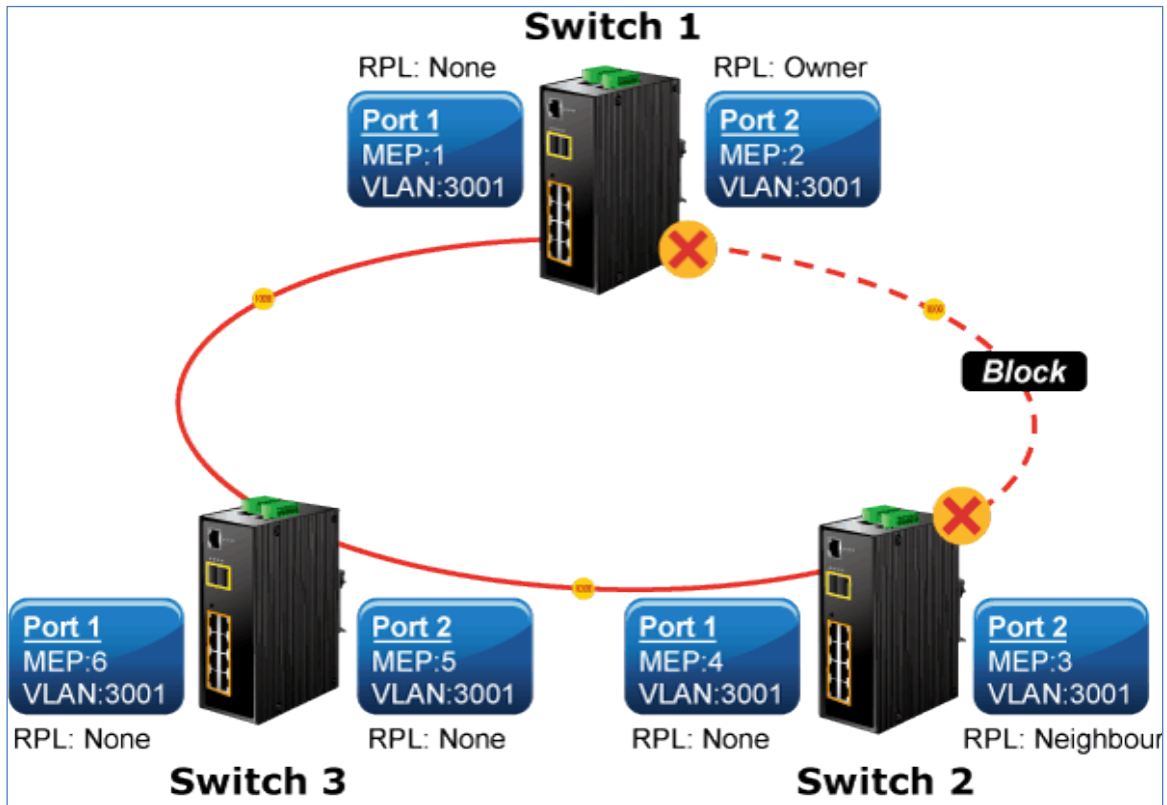 Switch 1
RPL: None
RPL: Owner
Port 1
MEP:1
VLAN:3001
Port 2
MEP:2
VLAN:3001
Block
Port 1
MEP:6
VLAN:3001
RPL: None
Port 2
MEP:5
VLAN:3001
RPL: None
Switch 3
Port 1
MEP:4
VLAN:3001
RPL: None
Port 2
MEP:3
VLAN:3001
RPL: Neighbour
Switch 2